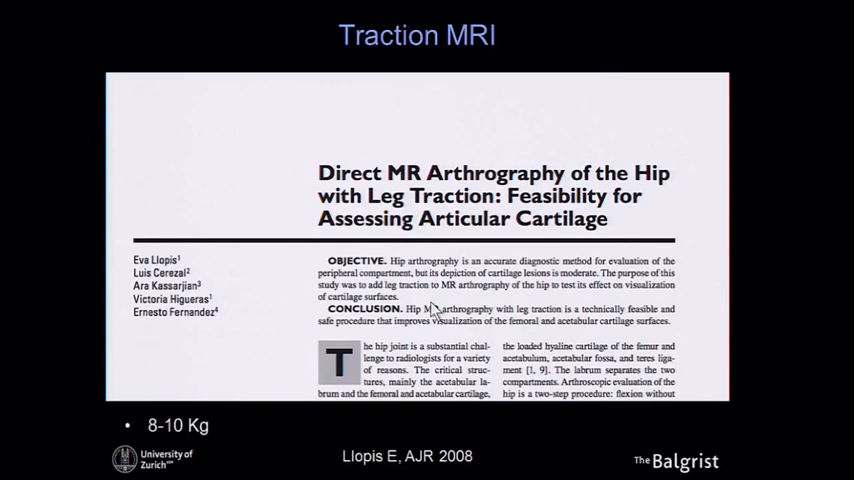 Traction MRI
Direct MR Arthrography of the Hip
with Leg Traction: Feasibility for
Assessing Articular Cartilage
Eva Llopis1
Luis Cerezal2
Ara Kassarjian3
Victoria Higueras1
Ernesto Fernandez4
OBJECTIVE. Hip arthrography is an accurate diagnostic method for evaluation of the
peripheral compartment, but its depiction of cartilage lesions is moderate. The purpose of this
study was to add leg traction to MR arthrography of the hip to test its effect on visualization
of cartilage surfaces.
CONCLUSION. Hip MR arthrography with leg traction is a technically feasible and
safe procedure that improves visualization of the femoral and acetabular cartilage surfaces.
The hip joint is a substantial chal-
lenge to radiologists for a variety
of reasons. The critical struc-
tures, mainly the acetabular la-
brum and the femoral and acetabular cartilage,
the loaded hyaline cartilage of the femur and
acetabulum, acetabular fossa, and teres liga-
ment [1, 9]. The labrum separates the two
compartments. Arthroscopic evaluation of the
hip is a two-step procedure: flexion without
• 8-10 Kg
University of
Zurich
Llopis E, AJR 2008
The Balgrist